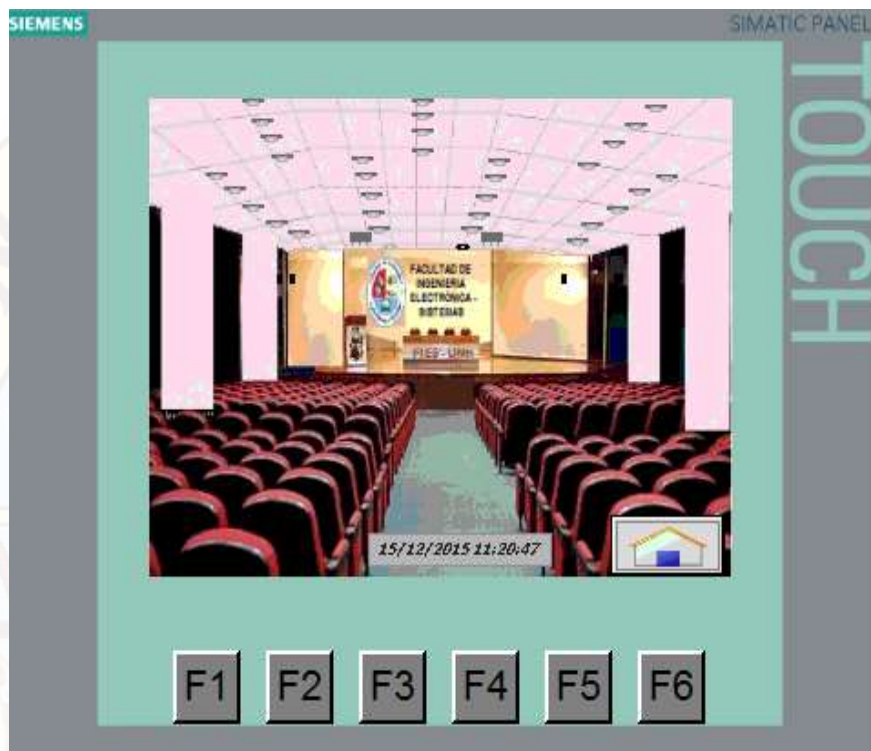 SIEMENS
SIMATIC PANEL
TOUCH
FACULTAD DE
INGENIERIA
ELECTRONICA -
SISTEMAS
15/12/2015 11:20:47
F1 F2 F3 F4 F5 F6